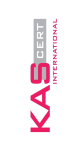 KAS CERT
INTERNATIONAL